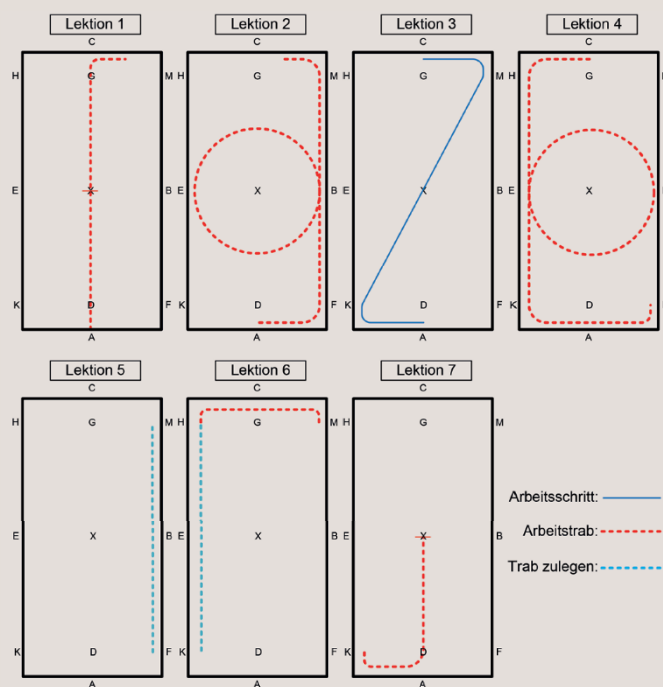 Lektion 1 Lektion 2 Lektion 3 Lektion 4
C C C C
H G M H G M H G M H G
E X B E X B E X B E X
K D F K D F K D F K D
A A A A
Lektion 5 Lektion 6 Lektion 7
C C C
H G M H G M H G M
E X B E X B E X B
K D F K D F K D F
A A A
Arbeitsschritt:
Arbeitstrab:
Trab zulegen: